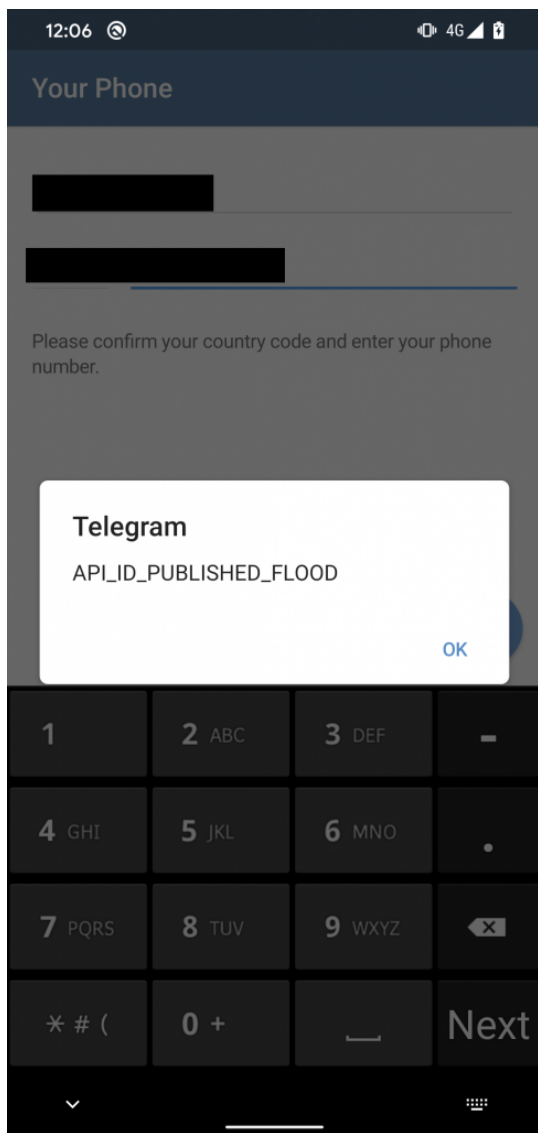 12:06 4G
Your Phone
Please confirm your country code and enter your phone
number.
Telegram
API_ID_PUBLISHED_FLOOD
OK
1 2 ABC 3 DEF -
4 GHI 5 JKL 6 MNO .
7 PQRS 8 TUV 9 WXYZ
* # ( 0 + Next